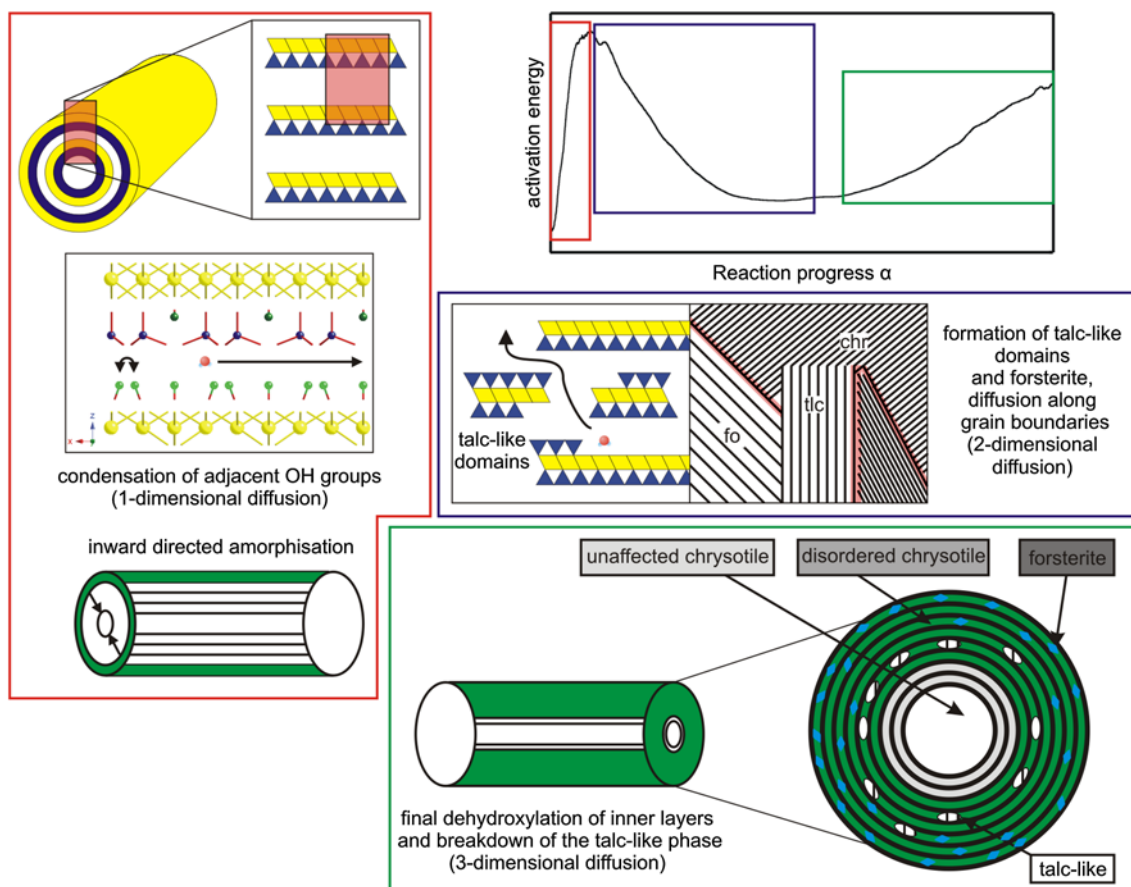 activation energy
Reaction progress α
x
z
condensation of adjacent OH groups
(1-dimensional diffusion)
inward directed amorphisation
talc-like
domains
fo
tlc
chr
formation of talc-like
domains
and forsterite,
diffusion along
grain boundaries
(2-dimensional
diffusion)
unaffected chrysotile
disordered chrysotile
forsterite
final dehydroxylation of inner layers
and breakdown of the talc-like phase
(3-dimensional diffusion)
talc-like